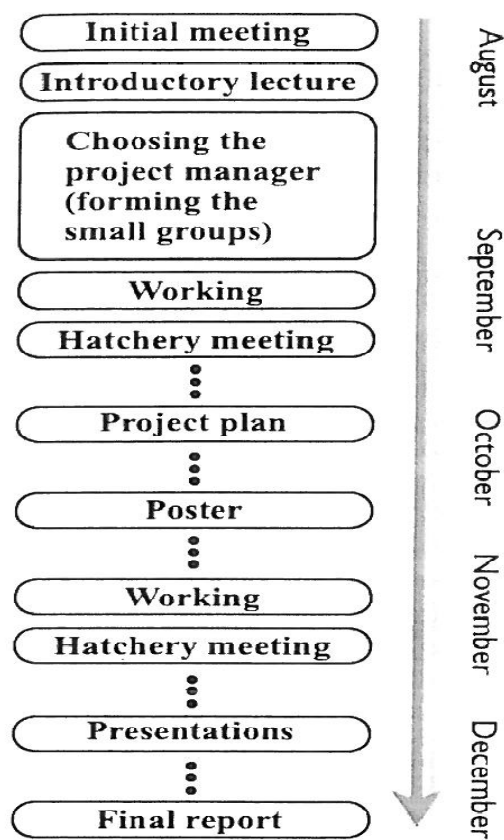 Initial meeting
Introductory lecture
Choosing the
project manager
(forming the
small groups)
Working
Hatchery meeting
Project plan
Poster
Working
Hatchery meeting
Presentations
Final report
August
September
October
November
December